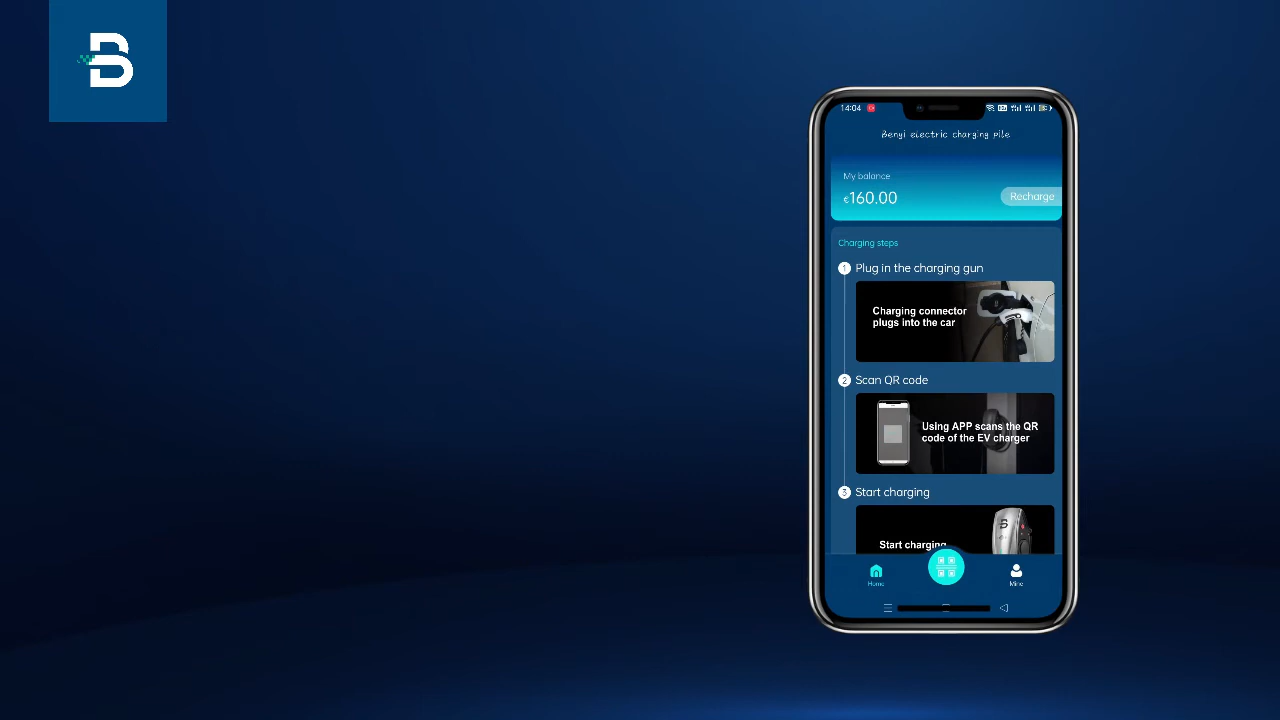 B
14:04
Benyi electric charging pile
My balance
€160.00
Recharge
Charging steps
1 Plug in the charging gun
Charging connector
plugs into the car
2 Scan QR code
Using APP scans the QR
code of the EV charger
3 Start charging
B
Start charging
Home
Mine